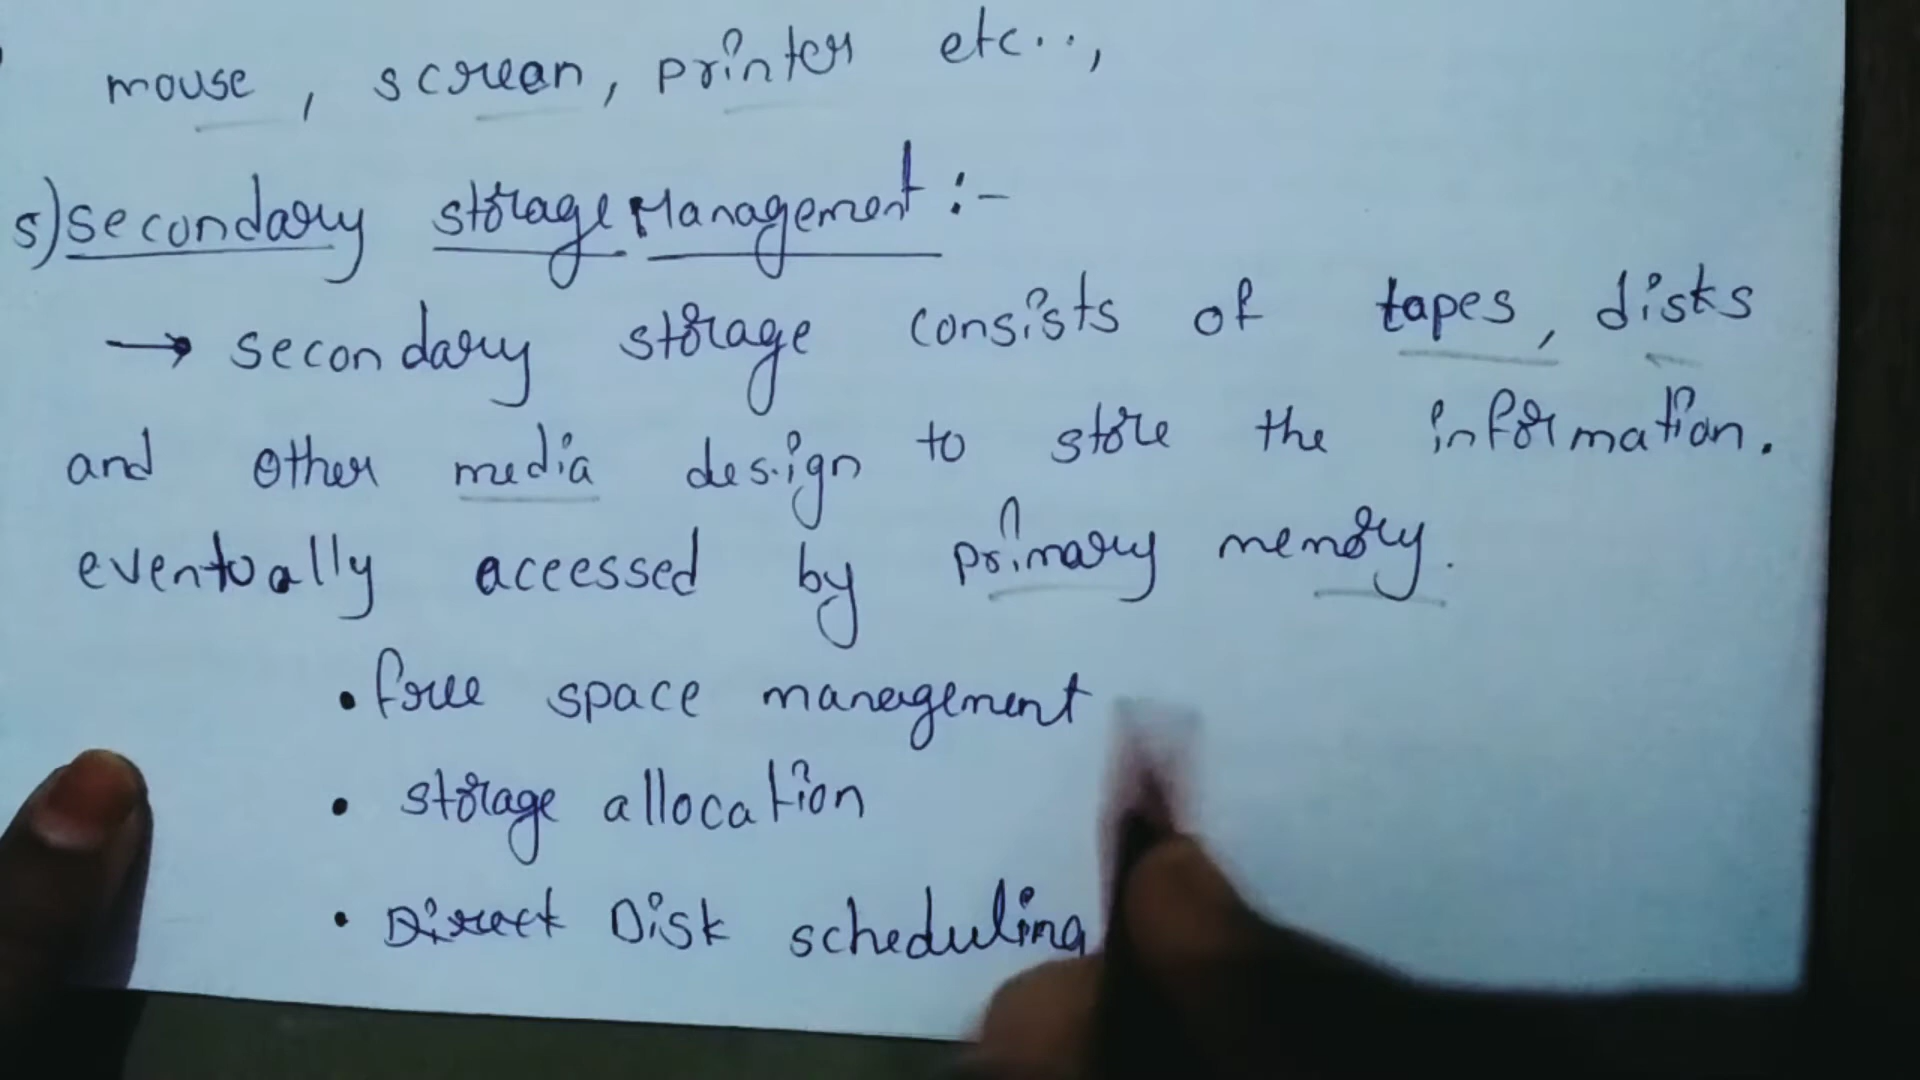 mouse, screen, printer etc..,
5) Secondary storage Management :-
→ secondary storage consists of tapes, disks
and other media design to store the information.
eventually accessed by primary memory.
• free space management
• storage allocation
• Direct Disk scheduling